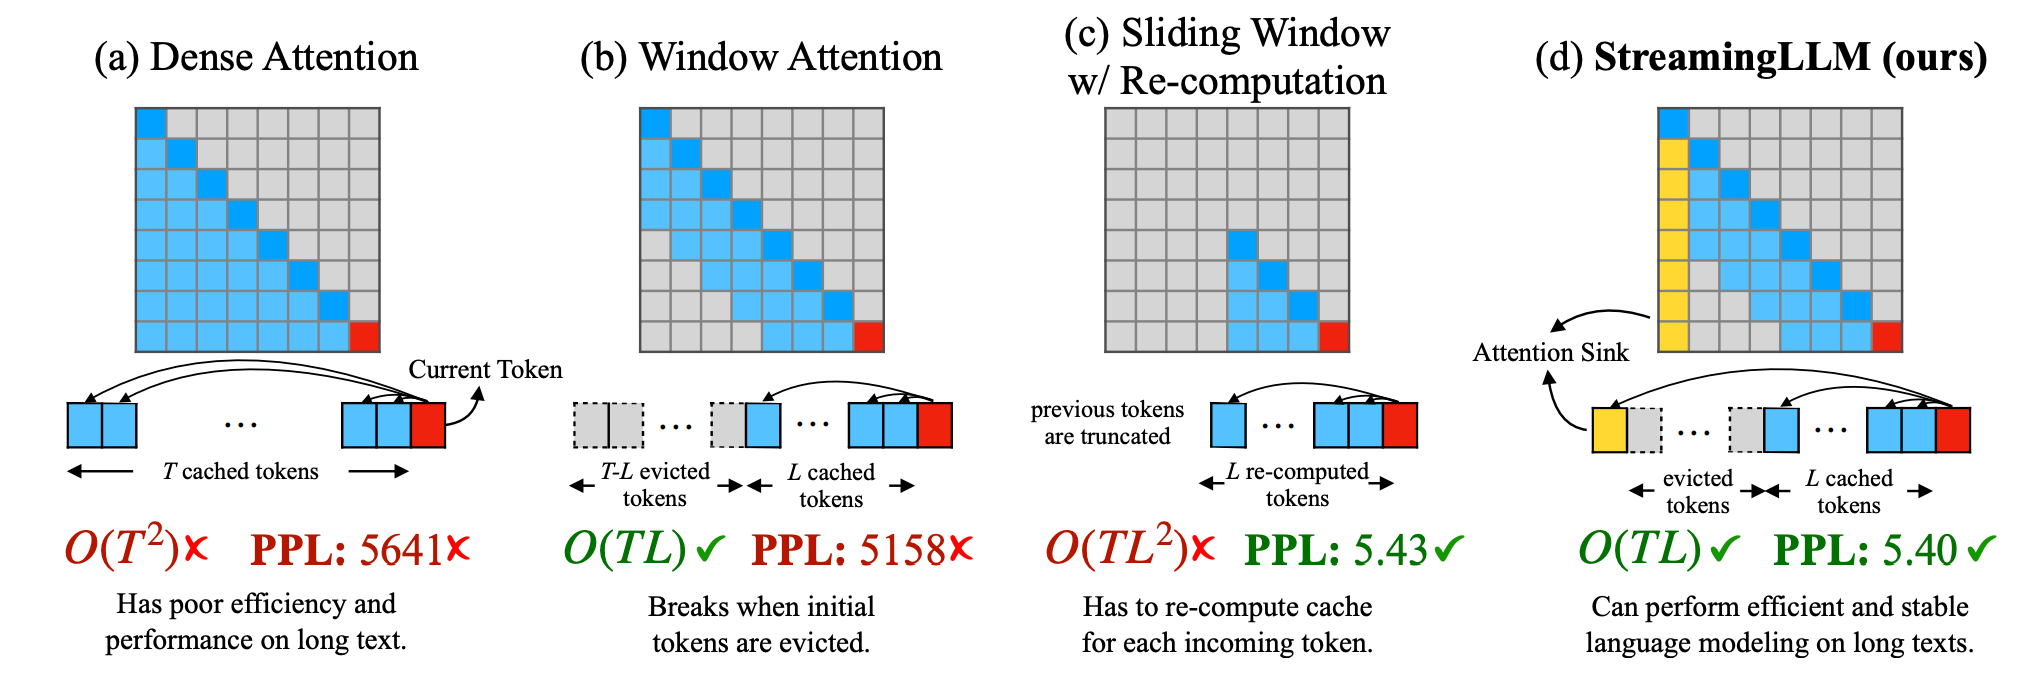 (a) Dense Attention
Current Token
...
T cached tokens
O(T²)✗ PPL: 5641✗
Has poor efficiency and
performance on long text.
(b) Window Attention
... ...
T-L evicted
tokens
L cached
tokens
O(TL)✓ PPL: 5158✗
Breaks when initial
tokens are evicted.
(c) Sliding Window
w/ Re-computation
previous tokens
are truncated
...
L re-computed
tokens
O(TL²)✗ PPL: 5.43✓
Has to re-compute cache
for each incoming token.
(d) StreamingLLM (ours)
Attention Sink
... ...
evicted
tokens
L cached
tokens
O(TL)✓ PPL: 5.40✓
Can perform efficient and stable
language modeling on long texts.